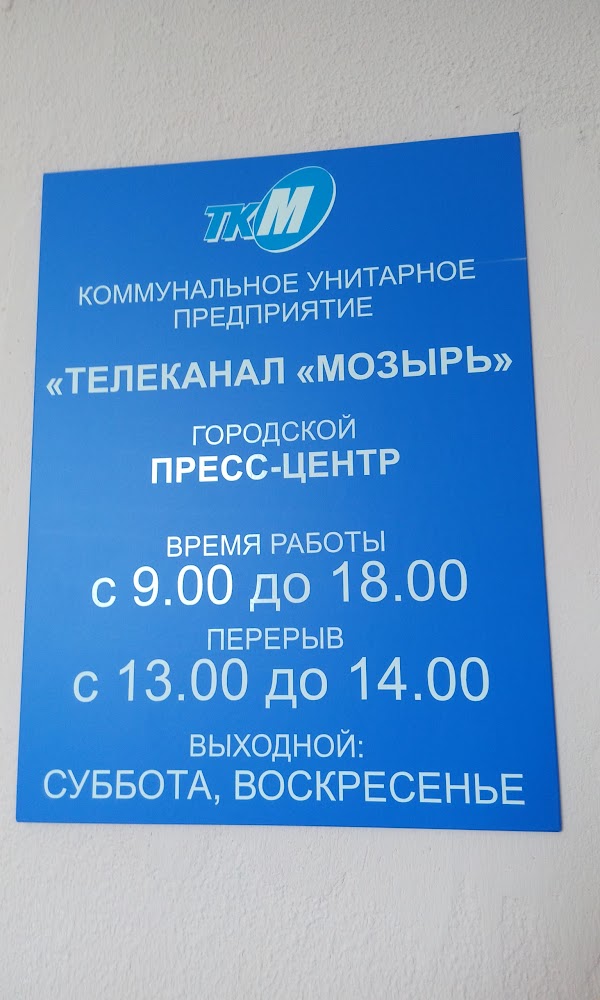 ТКМ
КОММУНАЛЬНОЕ УНИТАРНОЕ
ПРЕДПРИЯТИЕ
«ТЕЛЕКАНАЛ «МОЗЫРЬ»
ГОРОДСКОЙ
ПРЕСС-ЦЕНТР
ВРЕМЯ РАБОТЫ
с 9.00 до 18.00
ПЕРЕРЫВ
с 13.00 до 14.00
ВЫХОДНОЙ:
СУББОТА, ВОСКРЕСЕНЬЕ